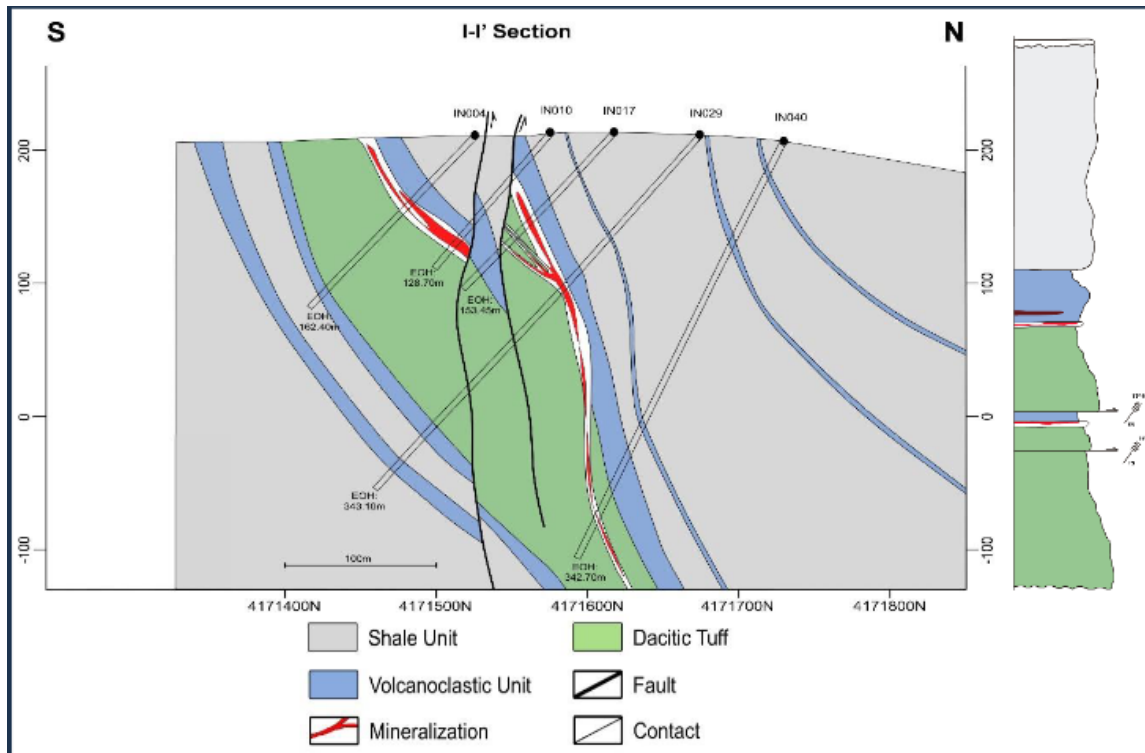 S
I-I' Section
N
IN004
IN010
IN017
IN029
IN040
200
100
0
-100
200
100
0
-100
EOH:
162.40m
EOH:
128.70m
EOH:
153.45m
EOH:
343.10m
EOH:
342.70m
100m
4171400N
4171500N
4171600N
4171700N
4171800N
Shale Unit
Dacitic Tuff
Volcanoclastic Unit
Fault
Mineralization
Contact